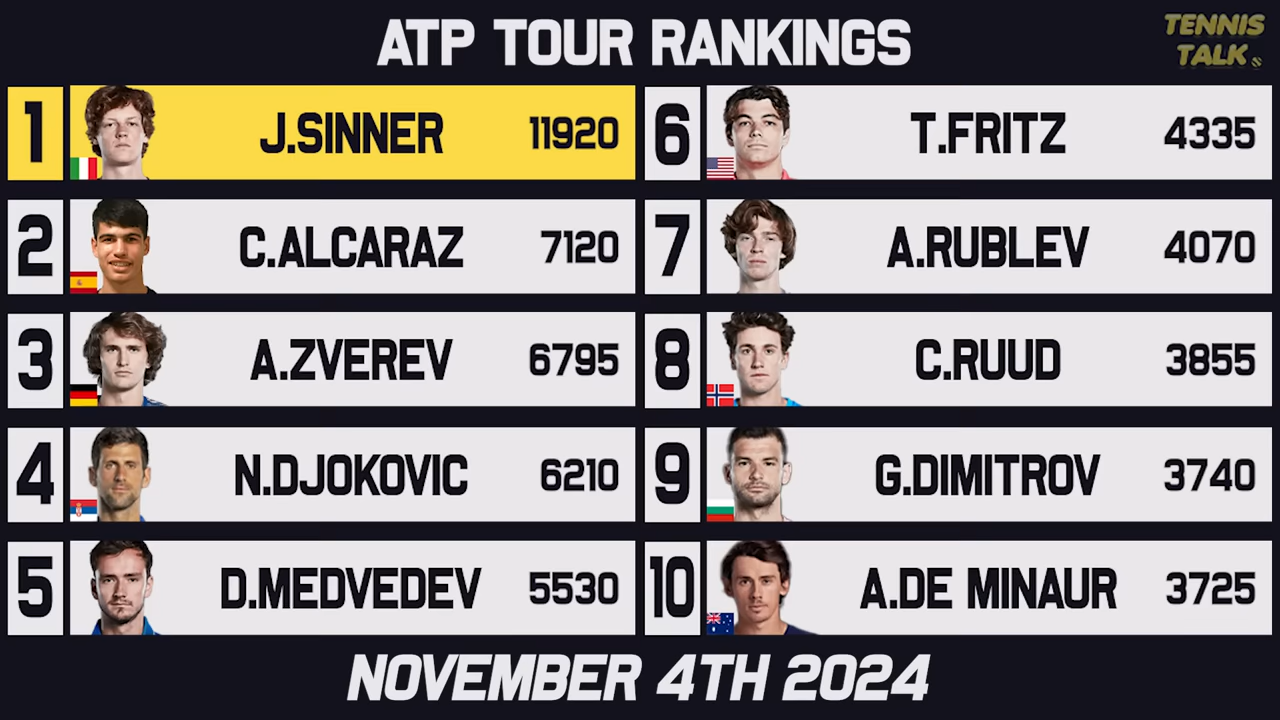 ATP TOUR RANKINGS
TENNIS
TALK
1 J.SINNER 11920
2 C.ALCARAZ 7120
3 A.ZVEREV 6795
4 N.DJOKOVIC 6210
5 D.MEDVEDEV 5530
6 T.FRITZ 4335
7 A.RUBLEV 4070
8 C.RUUD 3855
9 G.DIMITROV 3740
10 A.DE MINAUR 3725
NOVEMBER 4TH 2024